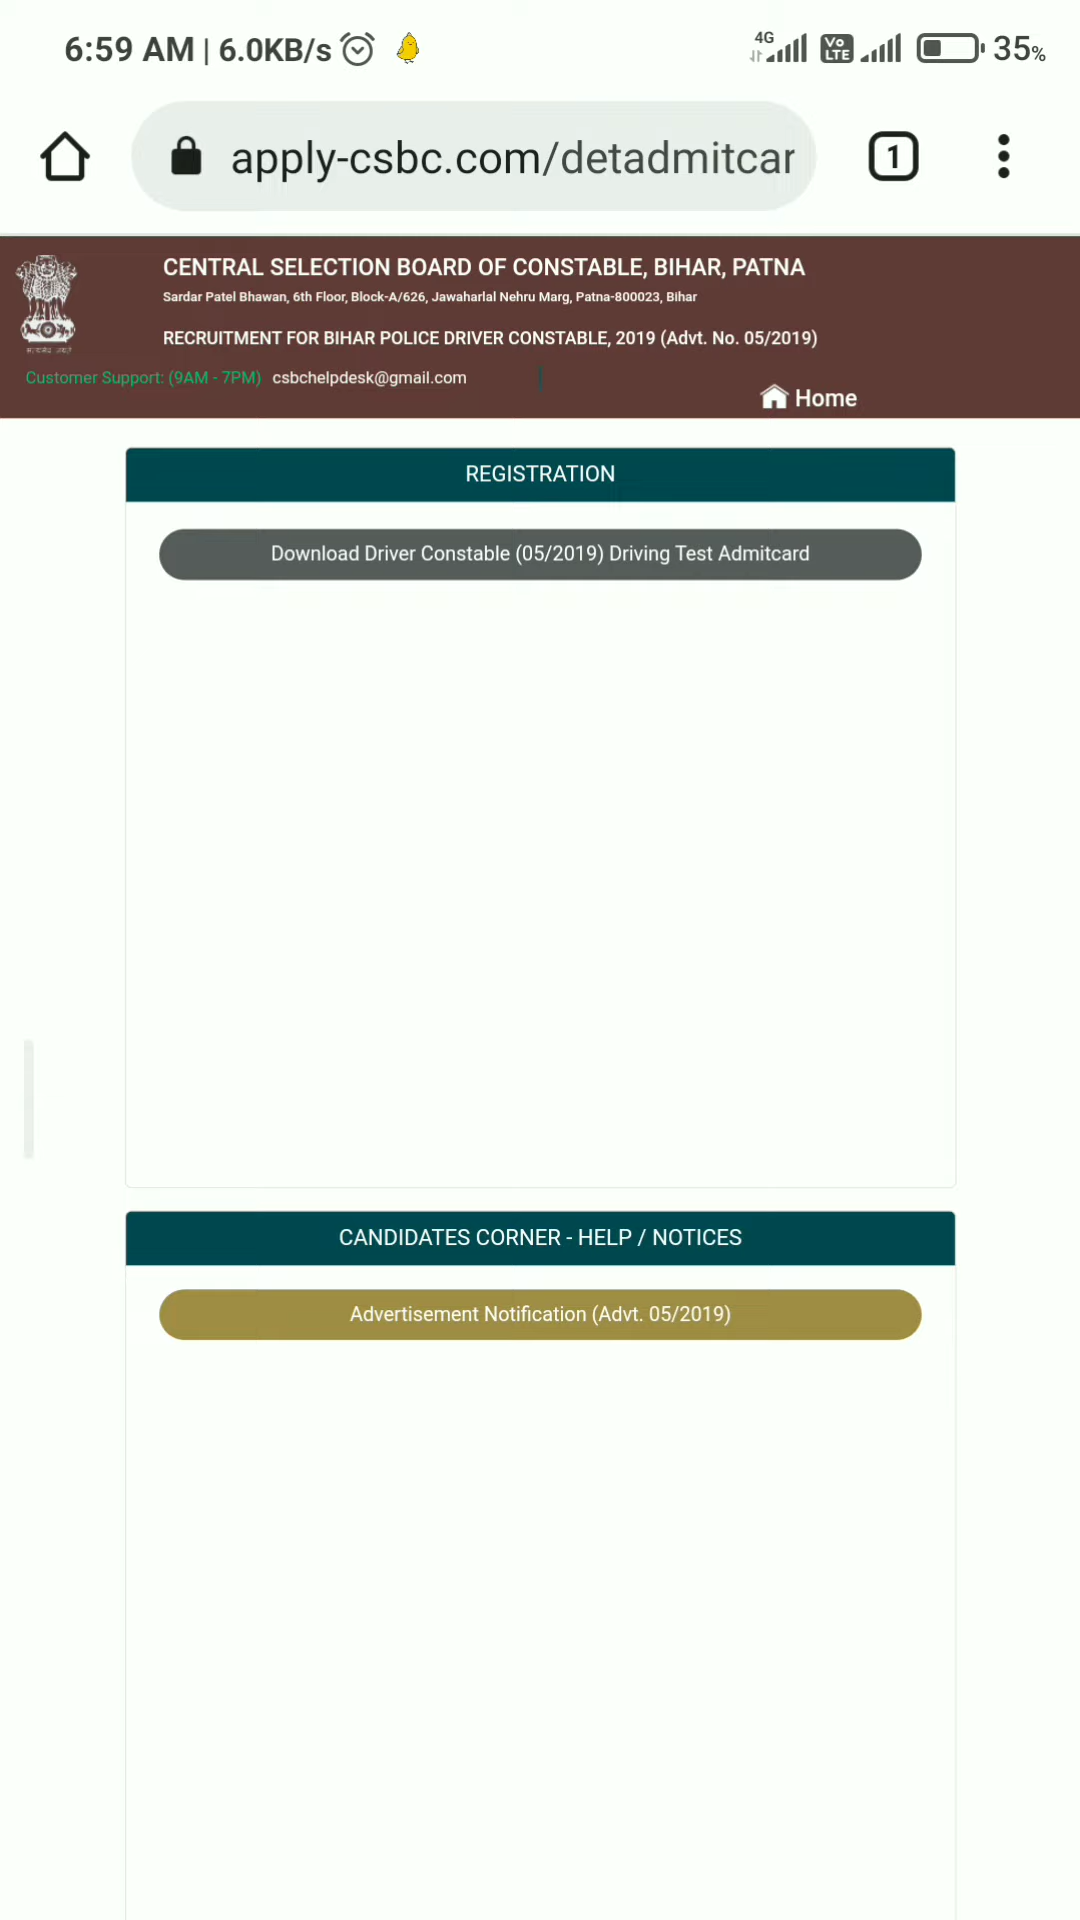 6:59 AM | 6.0KB/s
4G
Vo
LTE
35%
apply-csbc.com/detadmitcar
1
CENTRAL SELECTION BOARD OF CONSTABLE, BIHAR, PATNA
Sardar Patel Bhawan, 6th Floor, Block-A/626, Jawaharlal Nehru Marg, Patna-800023, Bihar
RECRUITMENT FOR BIHAR POLICE DRIVER CONSTABLE, 2019 (Advt. No. 05/2019)
Customer Support: (9AM - 7PM) csbchelpdesk@gmail.com
Home
REGISTRATION
Download Driver Constable (05/2019) Driving Test Admitcard
CANDIDATES CORNER - HELP / NOTICES
Advertisement Notification (Advt. 05/2019)